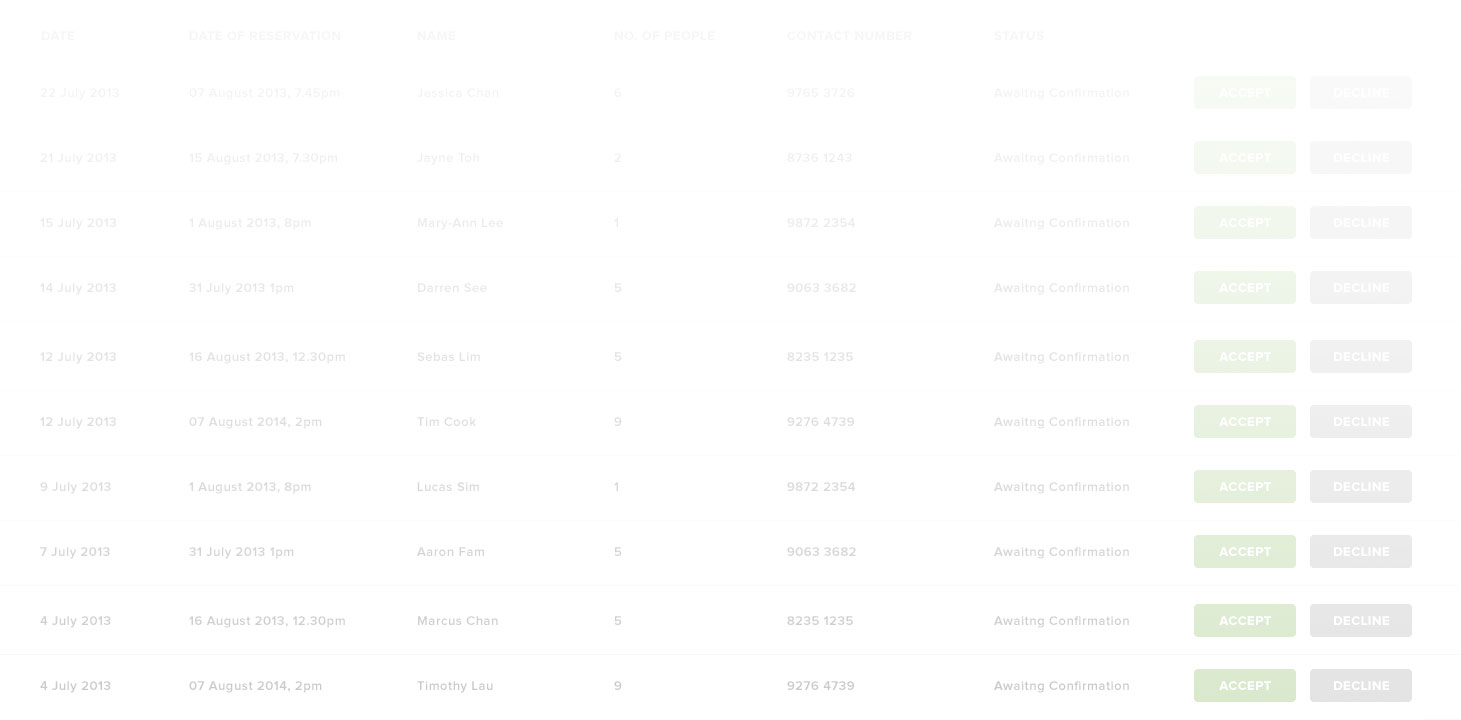 DATE DATE OF RESERVATION NAME NO. OF PEOPLE CONTACT NUMBER STATUS
22 July 2013 07 August 2013, 7.45pm Jessica Chan 6 9765 3726 Awaitng Confirmation ACCEPT DECLINE
21 July 2013 15 August 2013, 7.30pm Jayne Toh 2 8736 1243 Awaitng Confirmation ACCEPT DECLINE
15 July 2013 1 August 2013, 8pm Mary-Ann Lee 1 9872 2354 Awaitng Confirmation ACCEPT DECLINE
14 July 2013 31 July 2013 1pm Darren See 5 9063 3682 Awaitng Confirmation ACCEPT DECLINE
12 July 2013 16 August 2013, 12.30pm Sebas Lim 5 8235 1235 Awaitng Confirmation ACCEPT DECLINE
12 July 2013 07 August 2014, 2pm Tim Cook 9 9276 4739 Awaitng Confirmation ACCEPT DECLINE
9 July 2013 1 August 2013, 8pm Lucas Sim 1 9872 2354 Awaitng Confirmation ACCEPT DECLINE
7 July 2013 31 July 2013 1pm Aaron Fam 5 9063 3682 Awaitng Confirmation ACCEPT DECLINE
4 July 2013 16 August 2013, 12.30pm Marcus Chan 5 8235 1235 Awaitng Confirmation ACCEPT DECLINE
4 July 2013 07 August 2014, 2pm Timothy Lau 9 9276 4739 Awaitng Confirmation ACCEPT DECLINE